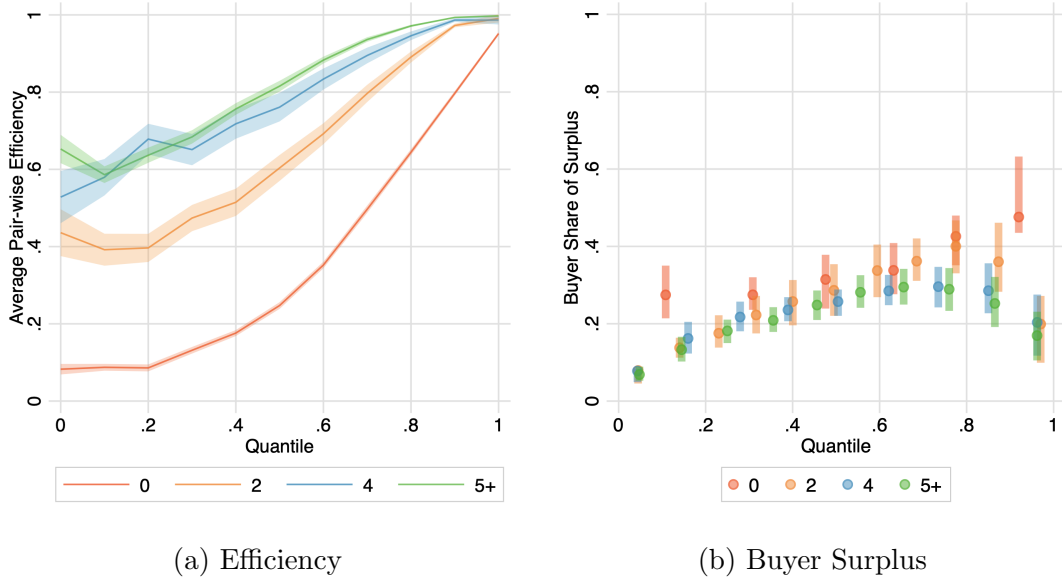 Average Pair-wise Efficiency
0 .2 .4 .6 .8 1
0 .2 .4 .6 .8 1
Quantile
0 2 4 5+
(a) Efficiency
Buyer Share of Surplus
0 .2 .4 .6 .8 1
0 .2 .4 .6 .8 1
Quantile
0 2 4 5+
(b) Buyer Surplus